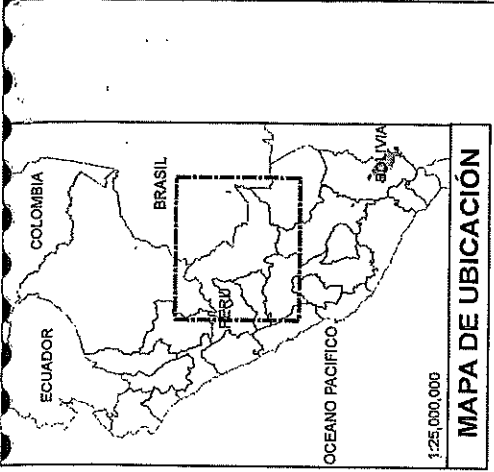 COLOMBIA
ECUADOR
BRASIL
PERU
BOLIVIA
OCEANO PACIFICO
1:25,000,000
MAPA DE UBICACIÓN